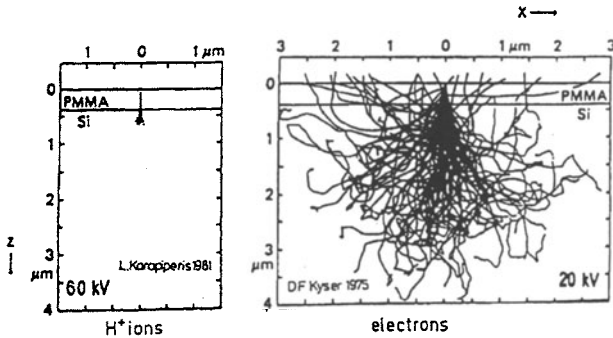 X →
1 0 1 μm
3 2 1 0 1 μm 2 3
0
PMMA
Si
1
2
3
μm
4
z
L.Karapiperis 1981
60 kV
H+ ions
0
PMMA
Si
1
2
3
μm
4
DF Kyser 1975
20 kV
electrons